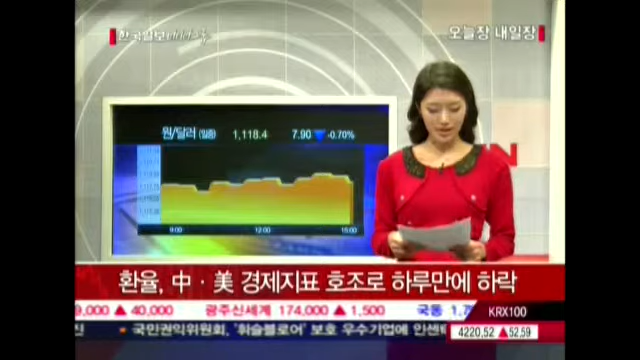 한국일보
오늘장 내일장
원/달러 (일중) 1,118.4 7.90 ▼ -0.70%
9:00 12:00 15:00
환율, 中·美 경제지표 호조로 하루만에 하락
,000 ▲ 40,000 광주신세계 174,000 ▲ 1,500 국동
KRX100
국민권익위원회, '휘슬블로어' 보호 우수기업에 인센
4220.52 ▲52.59